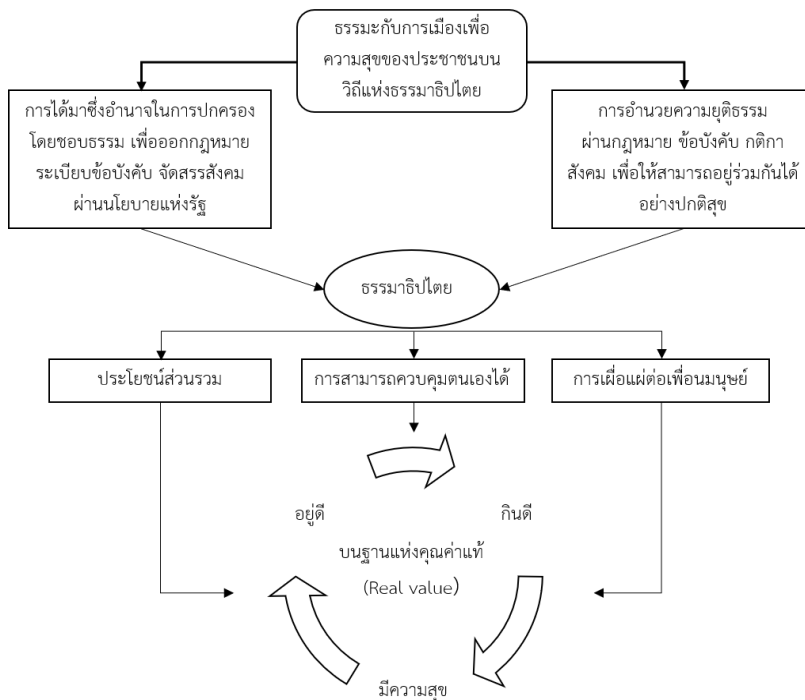 ธรรมะกับการเมืองเพื่อ
ความสุขของประชาชนบน
วิถีแห่งธรรมาธิปไตย
การได้มาซึ่งอำนาจในการปกครอง
โดยชอบธรรม เพื่อออกกฎหมาย
ระเบียบข้อบังคับ จัดสรรสังคม
ผ่านนโยบายแห่งรัฐ
การอำนวยความยุติธรรม
ผ่านกฎหมาย ข้อบังคับ กติกา
สังคม เพื่อให้สามารถอยู่ร่วมกันได้
อย่างปกติสุข
ธรรมาธิปไตย
ประโยชน์ส่วนรวม
การสามารถควบคุมตนเองได้
การเผื่อแผ่ต่อเพื่อนมนุษย์
อยู่ดี
กินดี
บนฐานแห่งคุณค่าแท้
(Real value)
มีความสุข